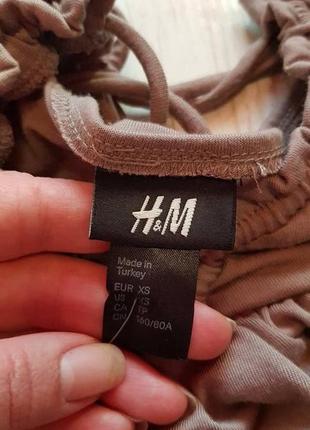 H&M
Made in
Turkey
EUR XS
US XS
CA TP
CN 160/80A